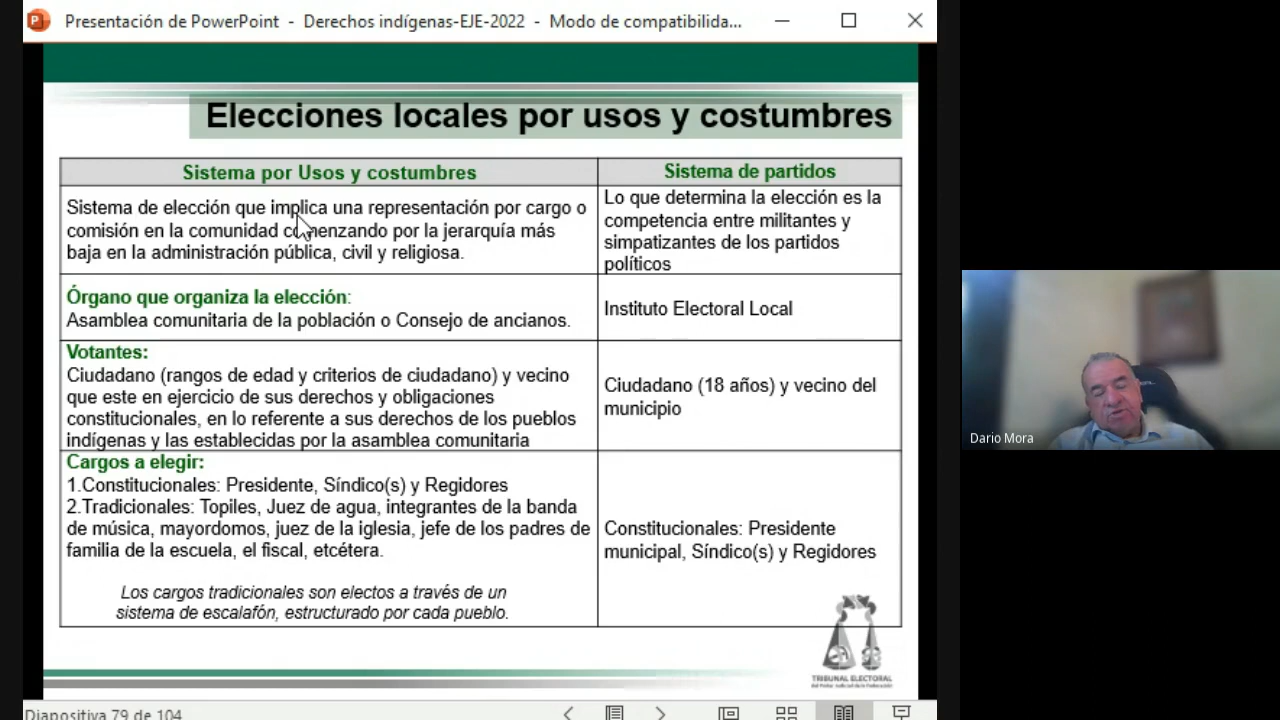 Presentación de PowerPoint - Derechos indígenas-EJE-2022 - Modo de compatibilida...
Elecciones locales por usos y costumbres
Sistema por Usos y costumbres
Sistema de partidos
Sistema de elección que implica una representación por cargo o
comisión en la comunidad comenzando por la jerarquía más
baja en la administración pública, civil y religiosa.
Lo que determina la elección es la
competencia entre militantes y
simpatizantes de los partidos
políticos
Órgano que organiza la elección:
Asamblea comunitaria de la población o Consejo de ancianos.
Instituto Electoral Local
Votantes:
Ciudadano (rangos de edad y criterios de ciudadano) y vecino
que este en ejercicio de sus derechos y obligaciones
constitucionales, en lo referente a sus derechos de los pueblos
indígenas y las establecidas por la asamblea comunitaria
Ciudadano (18 años) y vecino del
municipio
Cargos a elegir:
1.Constitucionales: Presidente, Síndico(s) y Regidores
2.Tradicionales: Topiles, Juez de agua, integrantes de la banda
de música, mayordomos, juez de la iglesia, jefe de los padres de
familia de la escuela, el fiscal, etcétera.
Los cargos tradicionales son electos a través de un
sistema de escalafón, estructurado por cada pueblo.
Constitucionales: Presidente
municipal, Síndico(s) y Regidores
TRIBUNAL ELECTORAL
del Poder Judicial de la Federación
Diapositiva 79 de 104
Dario Mora